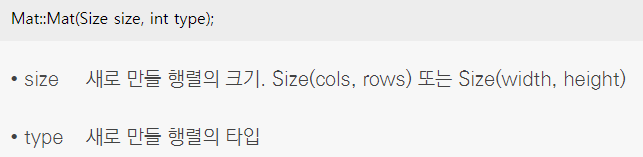 Mat::Mat(Size size, int type);
• size 새로 만들 행렬의 크기. Size(cols, rows) 또는 Size(width, height)
• type 새로 만들 행렬의 타입